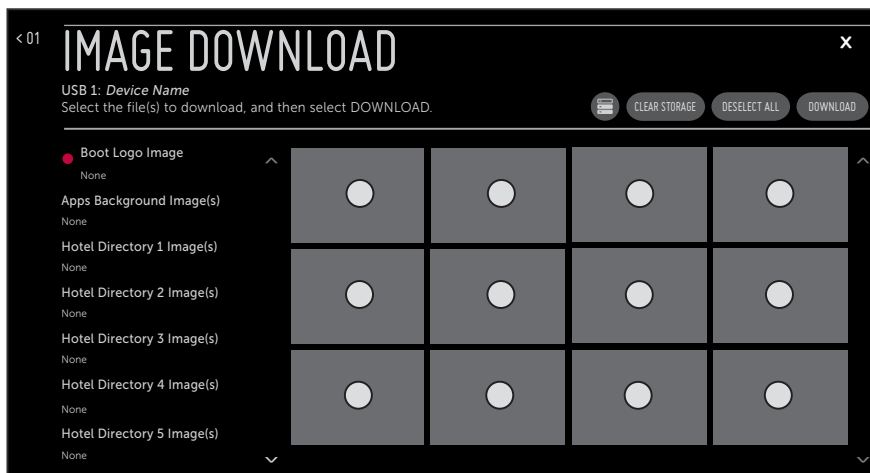 < 01
IMAGE DOWNLOAD
X
USB 1: Device Name
Select the file(s) to download, and then select DOWNLOAD.
CLEAR STORAGE
DESELECT ALL
DOWNLOAD
Boot Logo Image
None
Apps Background Image(s)
None
Hotel Directory 1 Image(s)
None
Hotel Directory 2 Image(s)
None
Hotel Directory 3 Image(s)
None
Hotel Directory 4 Image(s)
None
Hotel Directory 5 Image(s)
None